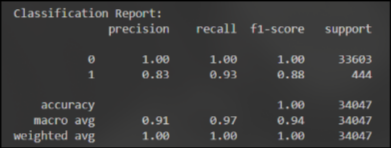 Classification Report:
precision recall f1-score support
0 1.00 1.00 1.00 33603
1 0.83 0.93 0.88 444
accuracy 1.00 34047
macro avg 0.91 0.97 0.94 34047
weighted avg 1.00 1.00 1.00 34047